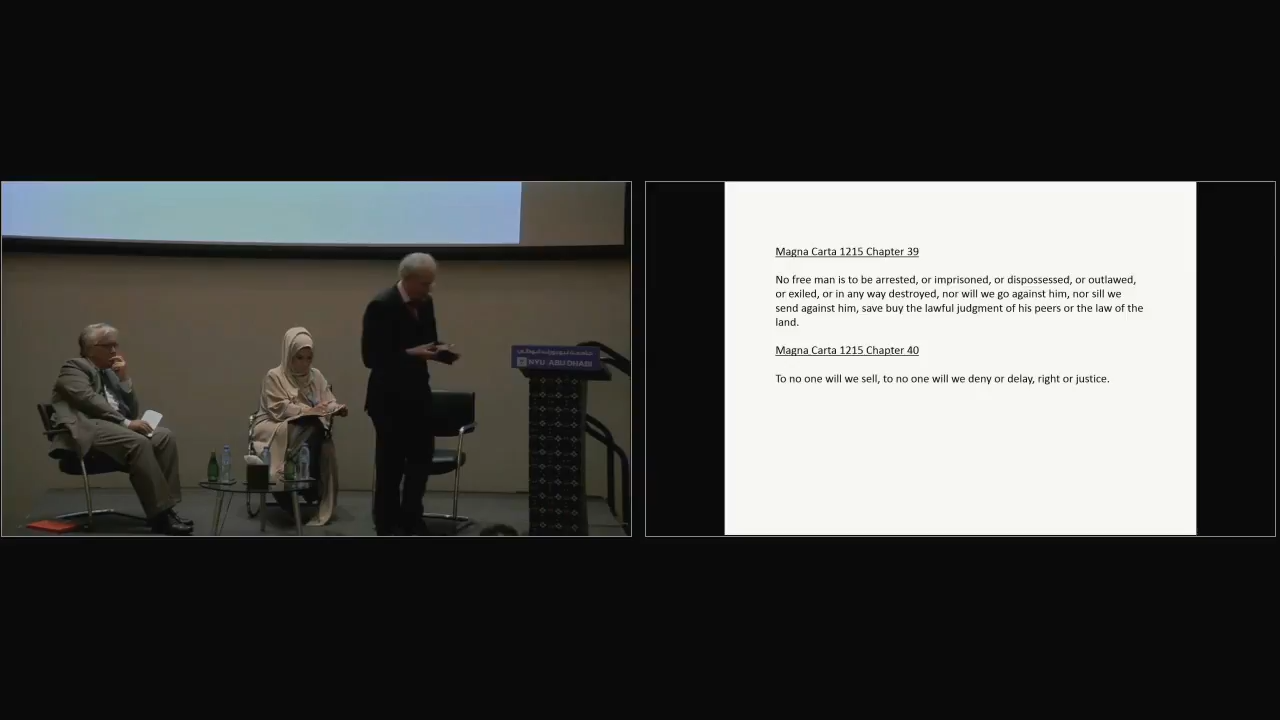 NYU ABU DHABI
Magna Carta 1215 Chapter 39
No free man is to be arrested, or imprisoned, or dispossessed, or outlawed,
or exiled, or in any way destroyed, nor will we go against him, nor sill we
send against him, save buy the lawful judgment of his peers or the law of the
land.
Magna Carta 1215 Chapter 40
To no one will we sell, to no one will we deny or delay, right or justice.